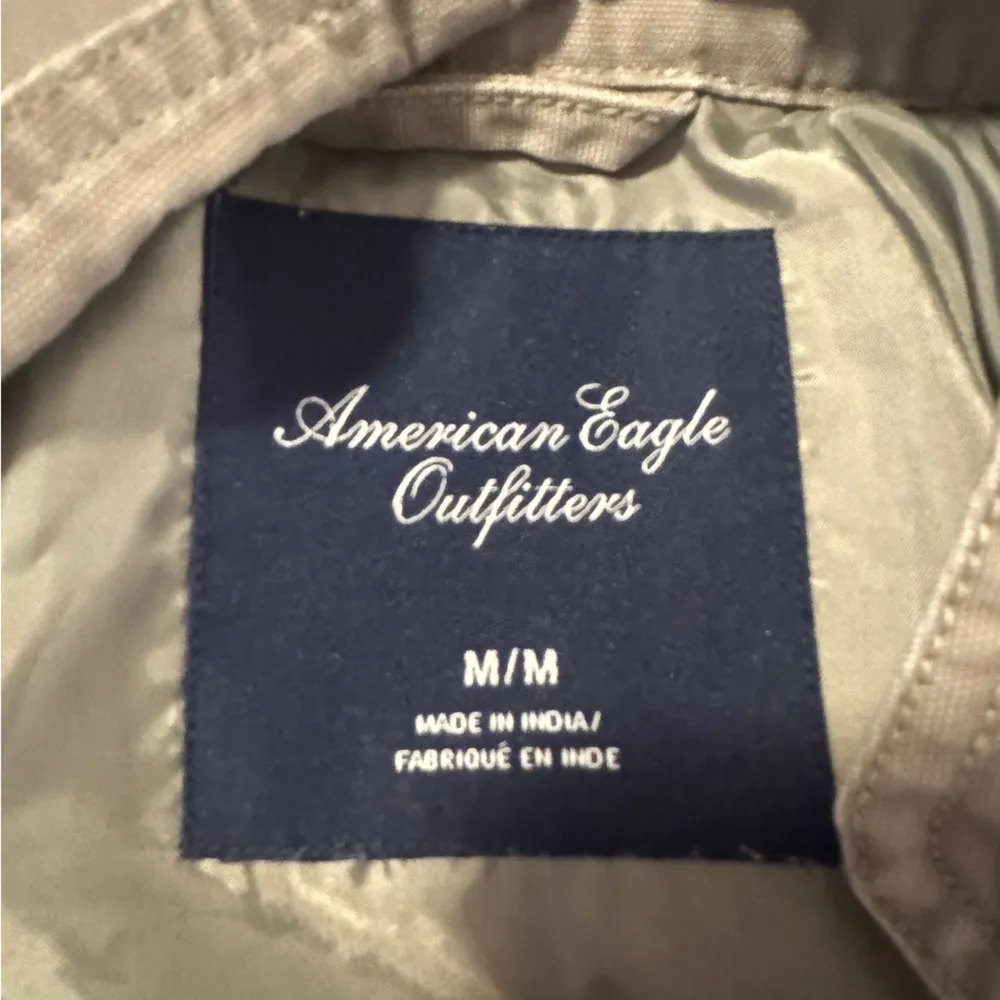 American Eagle
Outfitters
M/M
MADE IN INDIA/
FABRIQUÉ EN INDE